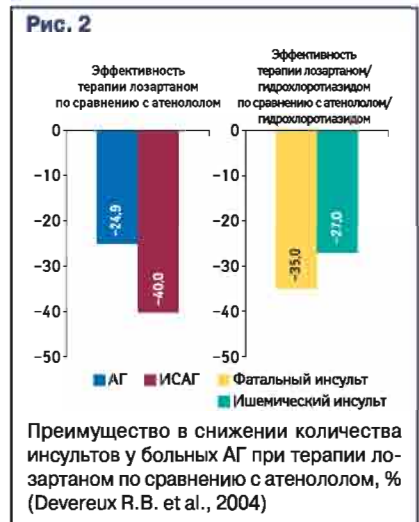 Рис. 2
Эффективность
терапии лозартаном
по сравнению с атенололом
0
–10
–20
–30
–40
–50
–24,9
–40,0
АГ
ИСАГ
Эффективность
терапии лозартаном/
гидрохлоротиазидом
по сравнению с атенололом/
гидрохлоротиазидом
0
–10
–20
–30
–40
–50
–35,0
–27,0
Фатальный инсульт
Ишемический инсульт
Преимущество в снижении количества
инсультов у больных АГ при терапии ло-
зартаном по сравнению с атенололом, %
(Devereux R.B. et al., 2004)